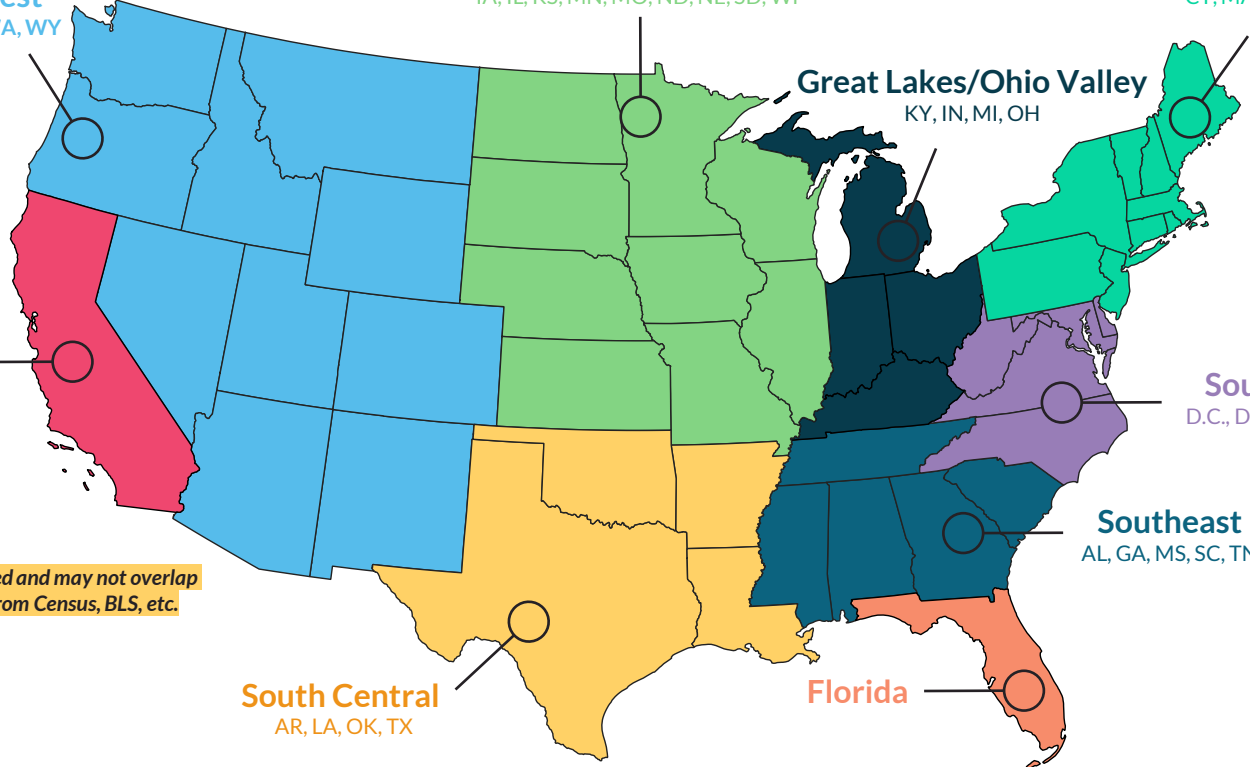 TA, WY
IA, IL, KS, MN, MO, ND, NE, SD, WI
Great Lakes/Ohio Valley
KY, IN, MI, OH
D.C., D
Southeast
AL, GA, MS, SC, TN
and may not overlap
from Census, BLS, etc.
South Central
AR, LA, OK, TX
Florida